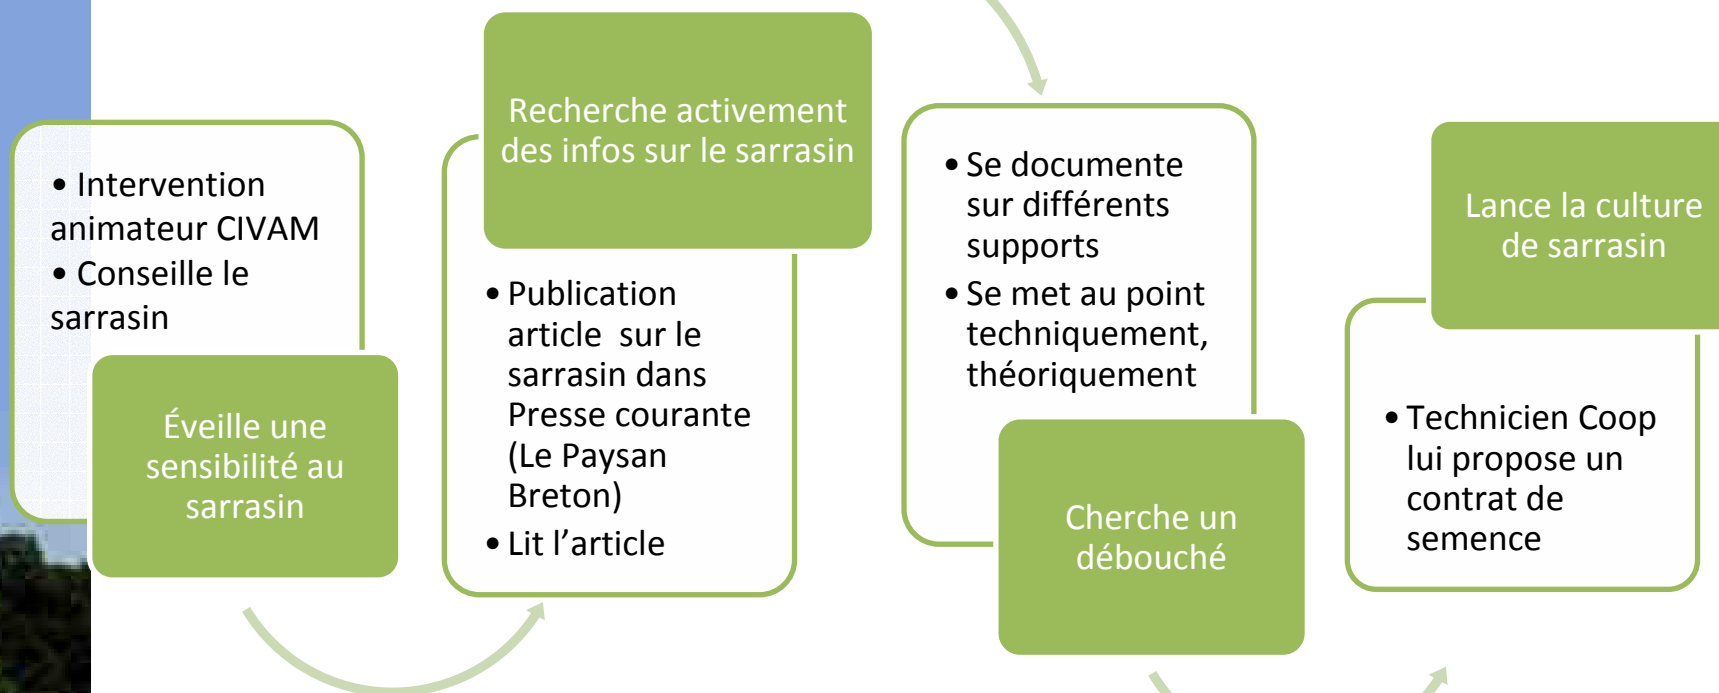 • Intervention
animateur CIVAM
• Conseille le
sarrasin
Éveille une
sensibilité au
sarrasin
Recherche activement
des infos sur le sarrasin
• Publication
article sur le
sarrasin dans
Presse courante
(Le Paysan
Breton)
• Lit l’article
• Se documente
sur différents
supports
• Se met au point
techniquement,
théoriquement
Cherche un
débouché
Lance la culture
de sarrasin
• Technicien Coop
lui propose un
contrat de
semence